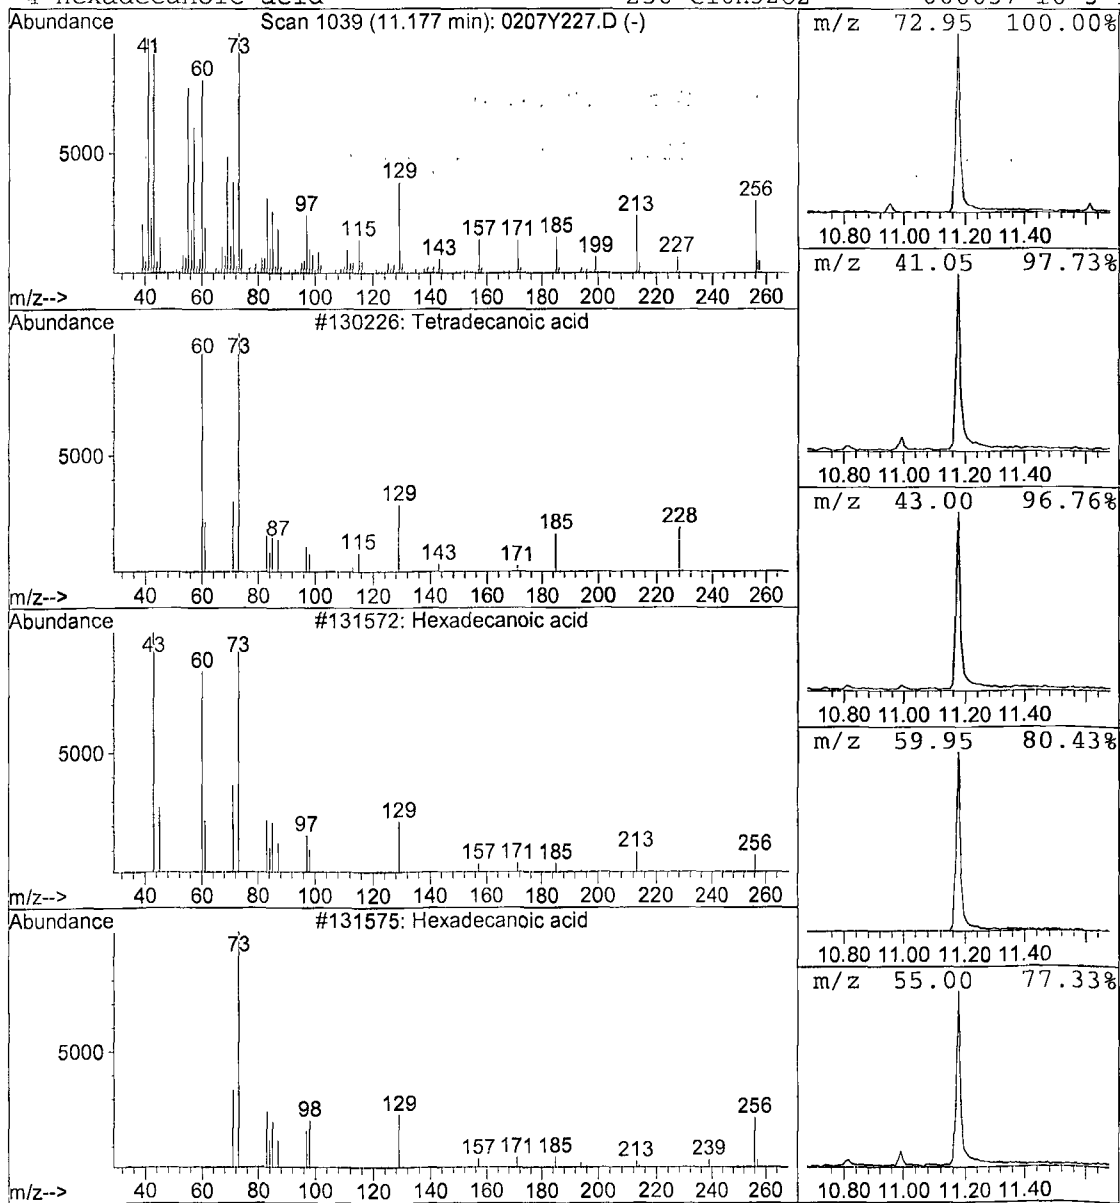 4 Hexadecanoic acid 256 C16H32O2 000057-10-3
Abundance Scan 1039 (11.177 min): 0207Y227.D (-)
41 73
60
5000
129
97 115 143 157 171 185 199 213 227 256
m/z--> 40 60 80 100 120 140 160 180 200 220 240 260
Abundance #130226: Tetradecanoic acid
60 73
5000
129
87 115 143 171 185 228
m/z--> 40 60 80 100 120 140 160 180 200 220 240 260
Abundance #131572: Hexadecanoic acid
43 60 73
5000
97 129 157 171 185 213 256
m/z--> 40 60 80 100 120 140 160 180 200 220 240 260
Abundance #131575: Hexadecanoic acid
73
5000
98 129 157 171 185 213 239 256
m/z--> 40 60 80 100 120 140 160 180 200 220 240 260
m/z 72.95 100.00%
10.80 11.00 11.20 11.40
m/z 41.05 97.73%
10.80 11.00 11.20 11.40
m/z 43.00 96.76%
10.80 11.00 11.20 11.40
m/z 59.95 80.43%
10.80 11.00 11.20 11.40
m/z 55.00 77.33%
10.80 11.00 11.20 11.40